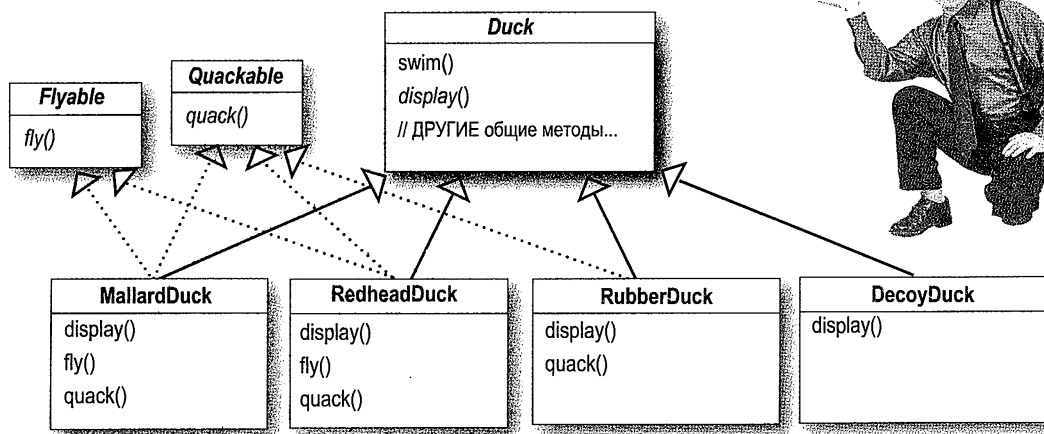 Duck
swim()
display()
// ДРУГИЕ общие методы...
Quackable
quack()
Flyable
fly()
MallardDuck
display()
fly()
quack()
RedheadDuck
display()
fly()
quack()
RubberDuck
display()
quack()
DecoyDuck
display()